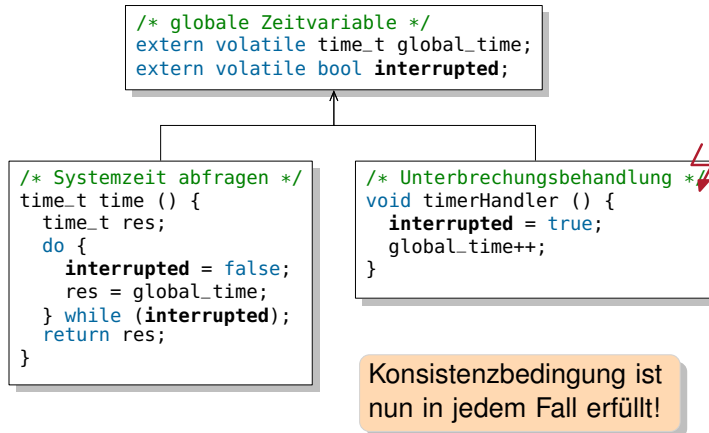 /* globale Zeitvariable */
extern volatile time_t global_time;
extern volatile bool interrupted;
/* Systemzeit abfragen */
time_t time () {
  time_t res;
  do {
    interrupted = false;
    res = global_time;
  } while (interrupted);
  return res;
}
/* Unterbrechungsbehandlung */
void timerHandler () {
  interrupted = true;
  global_time++;
}
Konsistenzbedingung ist
nun in jedem Fall erfüllt!